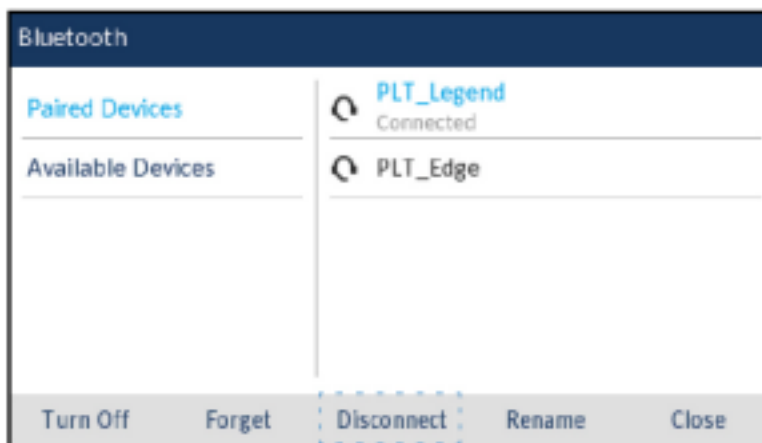 Bluetooth
Paired Devices
Available Devices
PLT_Legend
Connected
PLT_Edge
Turn Off Forget Disconnect Rename Close